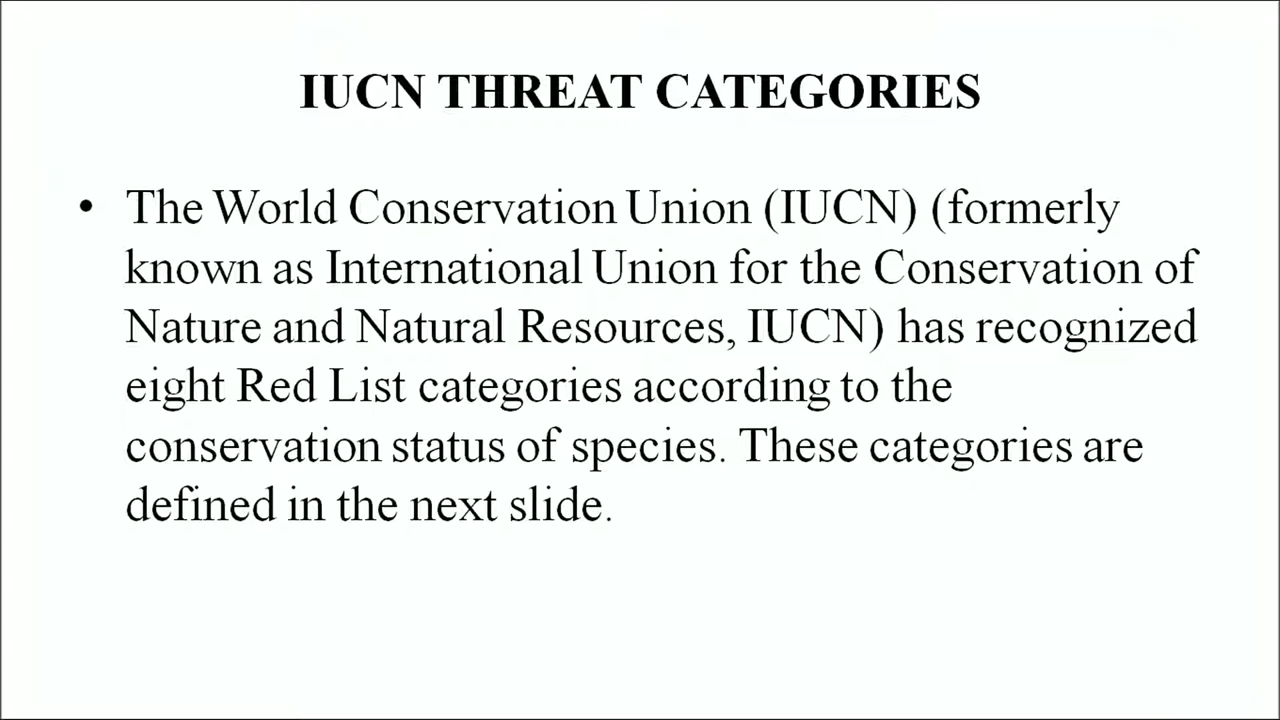 IUCN THREAT CATEGORIES
• The World Conservation Union (IUCN) (formerly
known as International Union for the Conservation of
Nature and Natural Resources, IUCN) has recognized
eight Red List categories according to the
conservation status of species. These categories are
defined in the next slide.